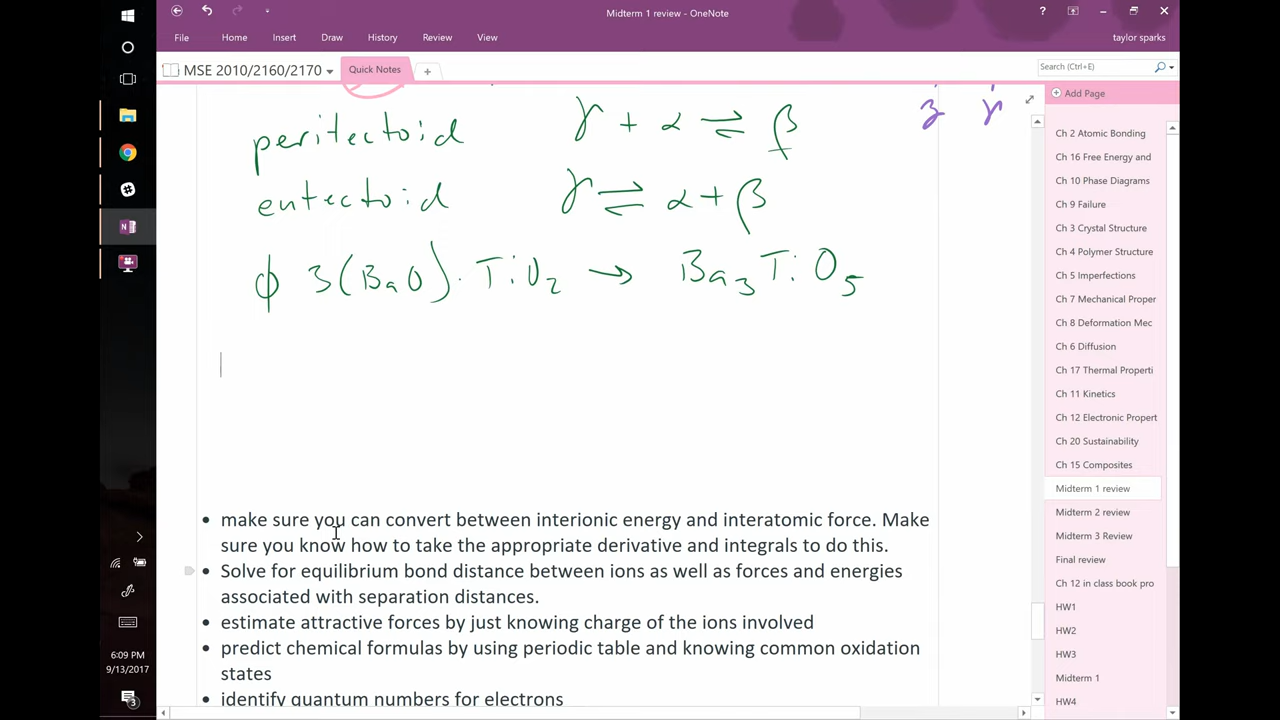 Midterm 1 review - OneNote
File Home Insert Draw History Review View
taylor sparks
MSE 2010/2160/2170
Quick Notes
Search (Ctrl+E)
Add Page
peritectoid γ + α ⇌ β
entectoid γ ⇌ α + β
ϕ 3(BaO)·TiO₂ → Ba₃TiO₅
make sure you can convert between interionic energy and interatomic force. Make
sure you know how to take the appropriate derivative and integrals to do this.
Solve for equilibrium bond distance between ions as well as forces and energies
associated with separation distances.
estimate attractive forces by just knowing charge of the ions involved
predict chemical formulas by using periodic table and knowing common oxidation
states
identify quantum numbers for electrons
Ch 2 Atomic Bonding
Ch 16 Free Energy and
Ch 10 Phase Diagrams
Ch 9 Failure
Ch 3 Crystal Structure
Ch 4 Polymer Structure
Ch 5 Imperfections
Ch 7 Mechanical Proper
Ch 8 Deformation Mec
Ch 6 Diffusion
Ch 17 Thermal Properti
Ch 11 Kinetics
Ch 12 Electronic Propert
Ch 20 Sustainability
Ch 15 Composites
Midterm 1 review
Midterm 2 review
Midterm 3 Review
Final review
Ch 12 in class book pro
HW1
HW2
HW3
Midterm 1
HW4
6:09 PM
9/13/2017
3